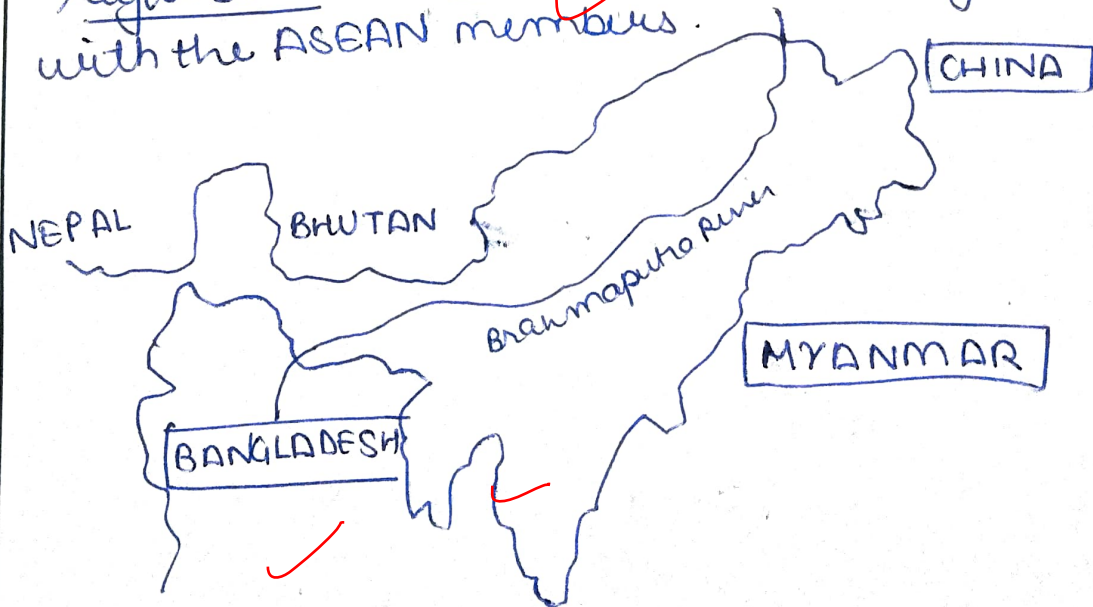 with the ASEAN members.
CHINA
NEPAL
BHUTAN
Brahmaputra River
MYANMAR
BANGLADESH